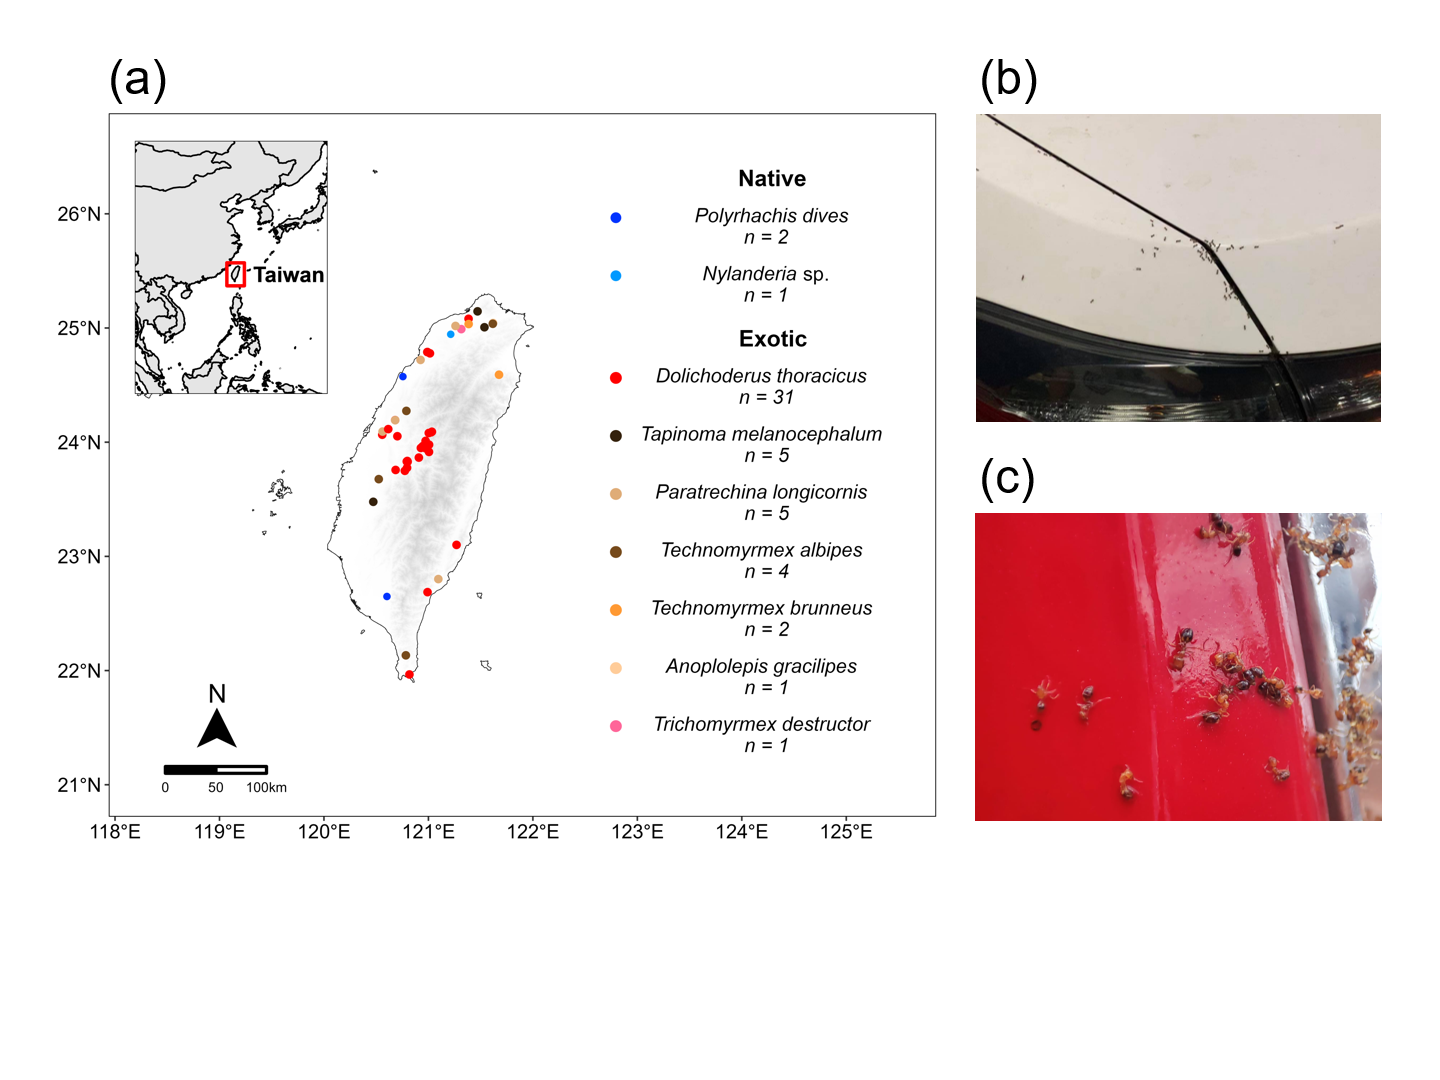 (a)
(b)
(c)
Taiwan
Native
Polyrhachis dives
n = 2
Nylanderia sp.
n = 1
Exotic
Dolichoderus thoracicus
n = 31
Tapinoma melanocephalum
n = 5
Paratrechina longicornis
n = 5
Technomyrmex albipes
n = 4
Technomyrmex brunneus
n = 2
Anoplolepis gracilipes
n = 1
Trichomyrmex destructor
n = 1
26°N
25°N
24°N
23°N
22°N
21°N
N
0 50 100km
118°E 119°E 120°E 121°E 122°E 123°E 124°E 125°E